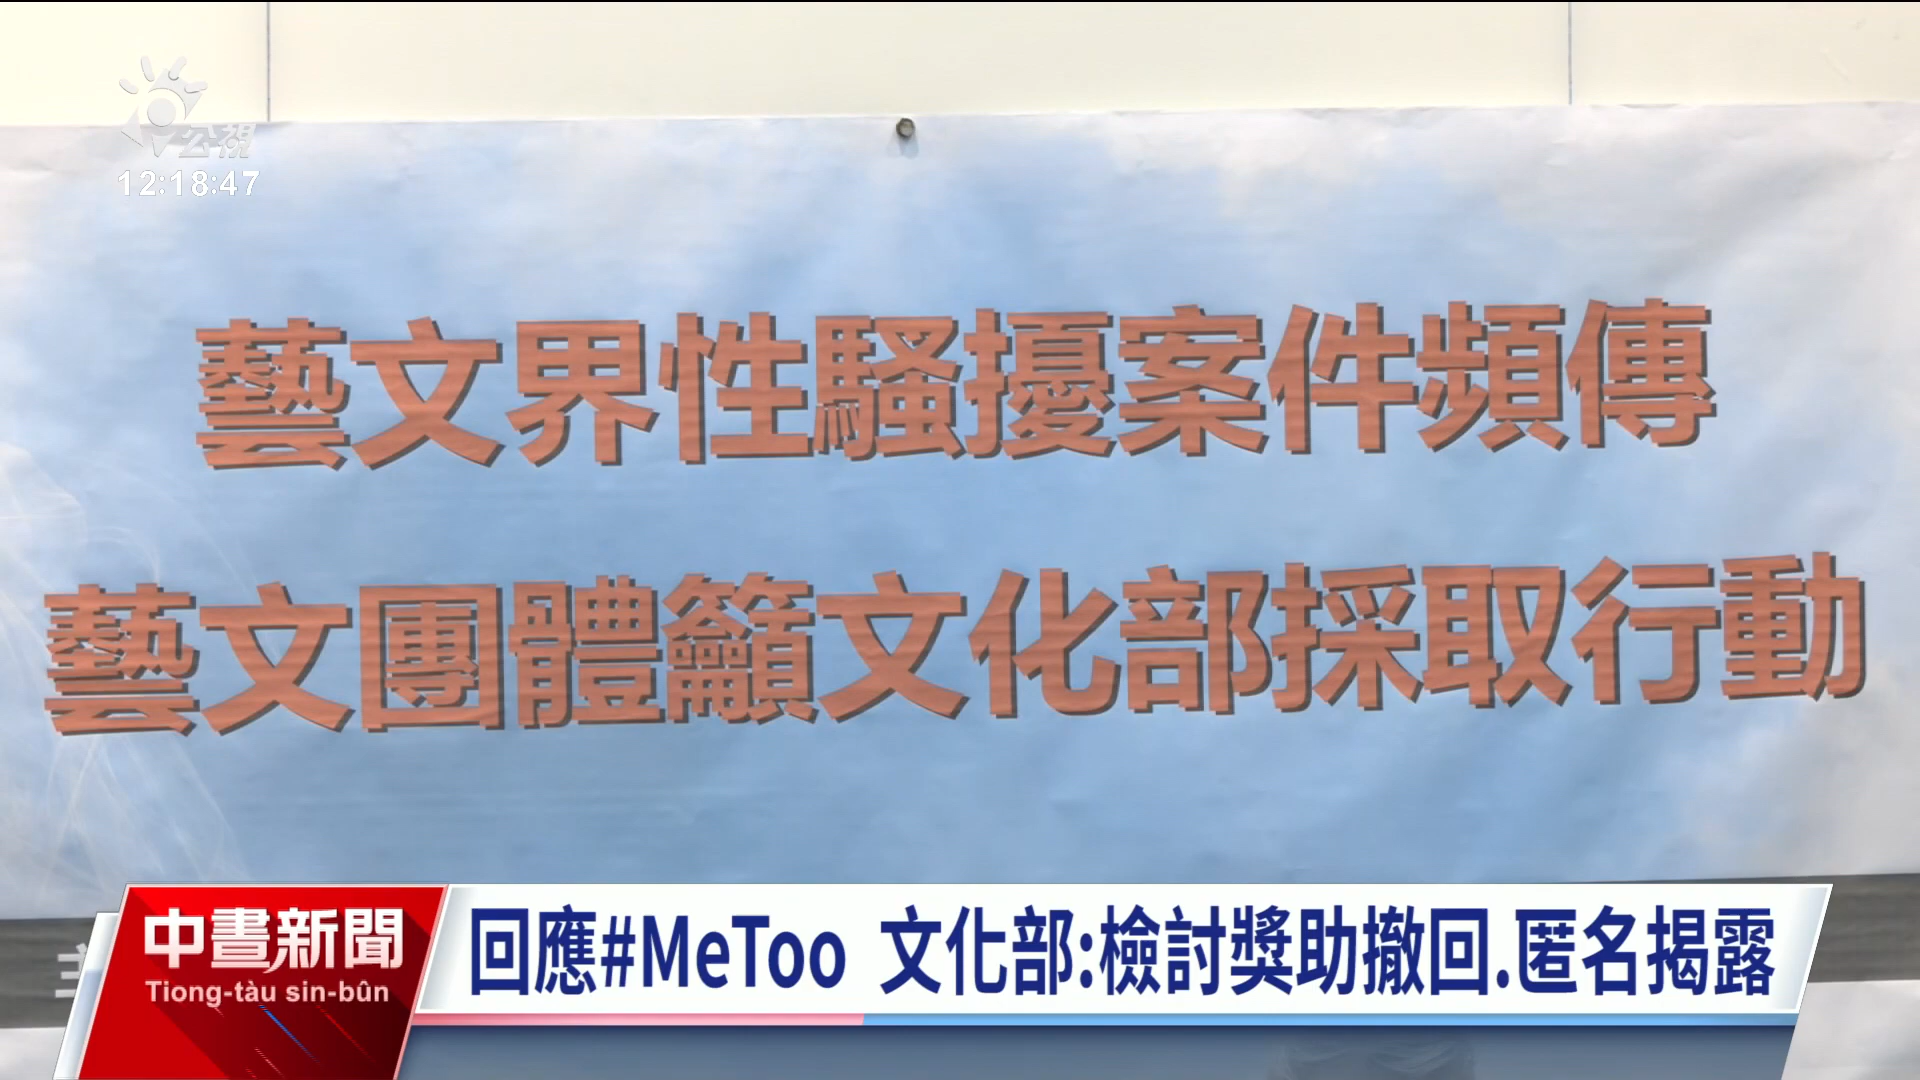 公視
12:18:47
藝文界性騷擾案件頻傳
藝文團體籲文化部採取行動
中晝新聞
Tiong-tàu sin-bûn
回應#MeToo 文化部:檢討獎助撤回.匿名揭露